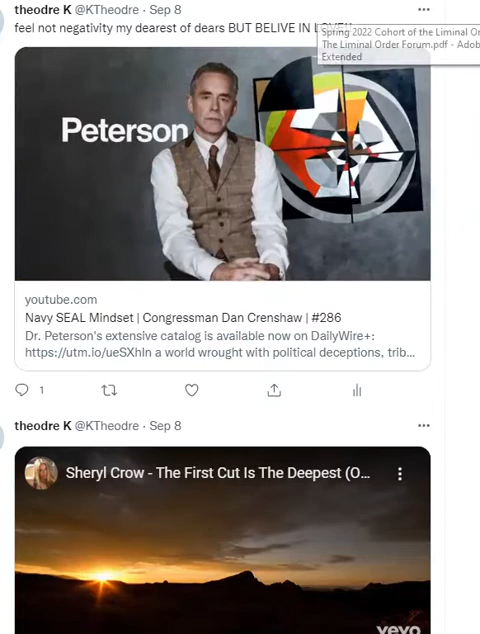 theodre K @KTheodre · Sep 8
feel not negativity my dearest of dears BUT BELIVE IN
Spring 2022 Cohort of the Liminal Or
The Liminal Order Forum.pdf - Adob
Extended
Peterson
youtube.com
Navy SEAL Mindset | Congressman Dan Crenshaw | #286
Dr. Peterson's extensive catalog is available now on DailyWire+:
https://utm.io/ueSXhIn a world wrought with political deceptions, trib...
1
theodre K @KTheodre · Sep 8
Sheryl Crow - The First Cut Is The Deepest (O...
vevo